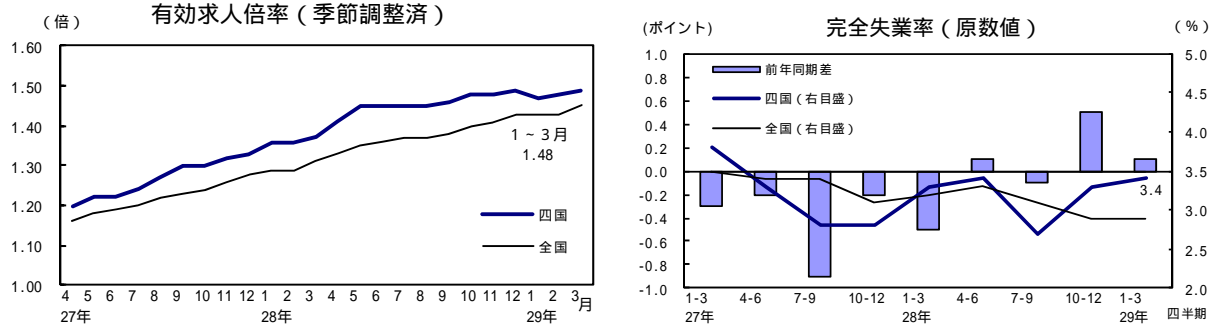 有効求人倍率（季節調整済）
（倍）
1.60
1.50
1.40
1.30
1.20
1.10
1.00
1～3月
1.48
四国
全国
4 5 6 7 8 9 10 11 12 1 2 3 4 5 6 7 8 9 10 11 12 1 2 3月
27年 28年 29年
完全失業率（原数値）
(ポイント) （%）
1.0
0.8
0.6
0.4
0.2
0.0
-0.2
-0.4
-0.6
-0.8
-1.0
前年同期差
四国（右目盛）
全国（右目盛）
3.4
5.0
4.5
4.0
3.5
3.0
2.5
2.0
1-3 4-6 7-9 10-12 1-3 4-6 7-9 10-12 1-3
27年 28年 29年 四半期